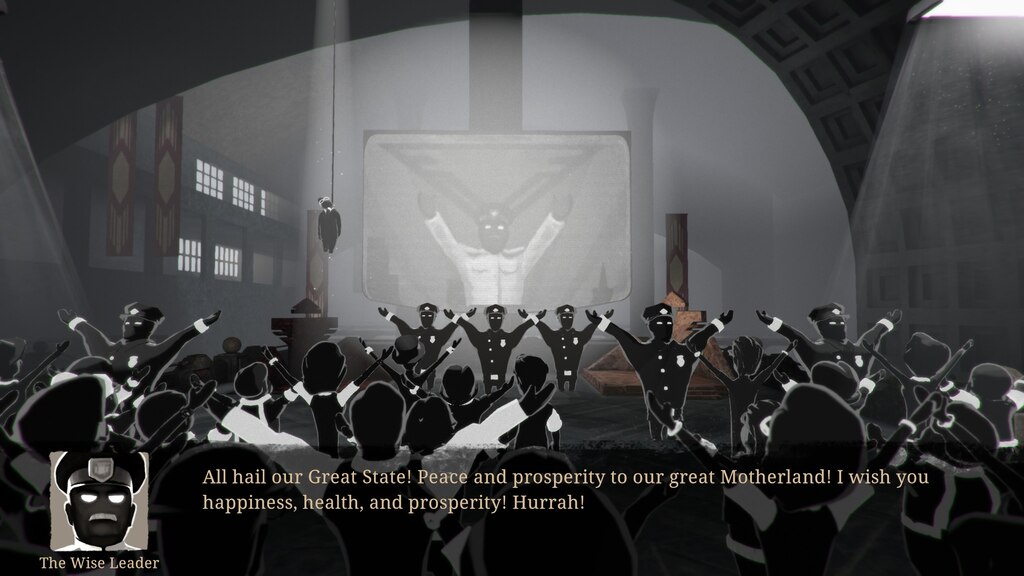 All hail our Great State! Peace and prosperity to our great Motherland! I wish you
happiness, health, and prosperity! Hurrah!
The Wise Leader